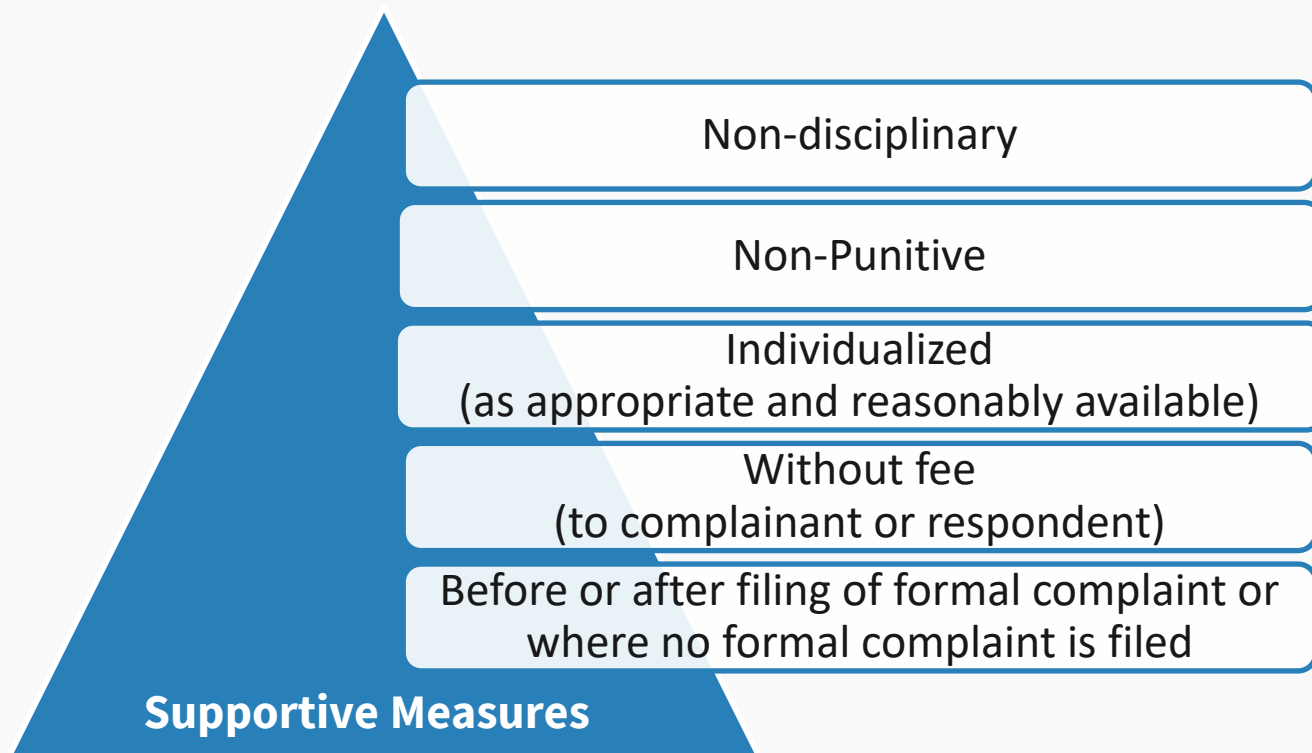 Non-disciplinary
Non-Punitive
Individualized
(as appropriate and reasonably available)
Without fee
(to complainant or respondent)
Before or after filing of formal complaint or
where no formal complaint is filed
Supportive Measures